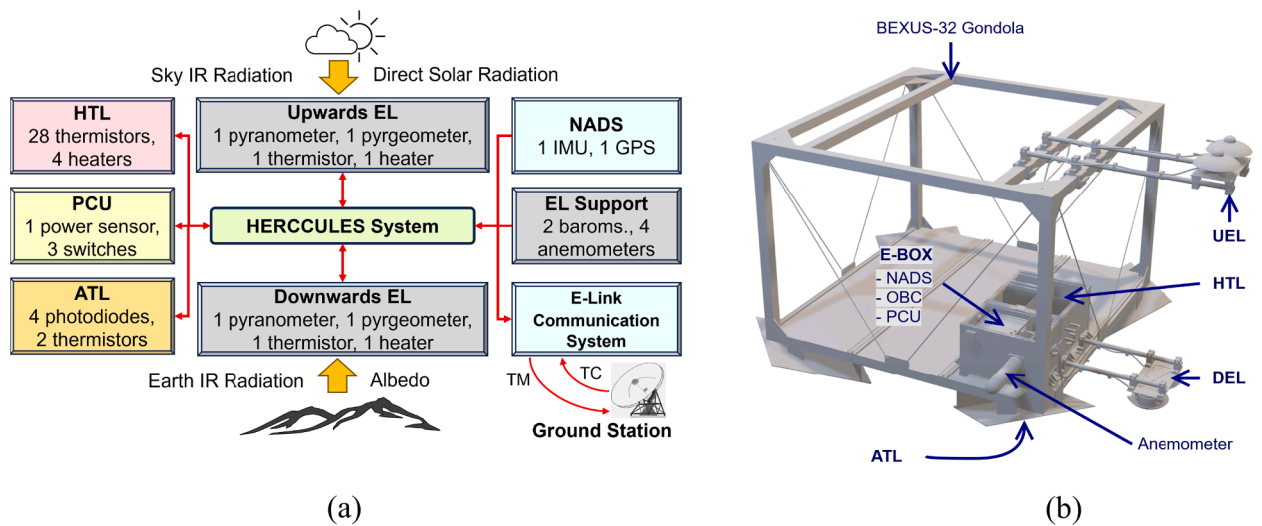 Sky IR Radiation
Direct Solar Radiation
HTL
28 thermistors,
4 heaters
Upwards EL
1 pyranometer, 1 pyrgeometer,
1 thermistor, 1 heater
NADS
1 IMU, 1 GPS
PCU
1 power sensor,
3 switches
HERCCULES System
EL Support
2 baroms., 4
anemometers
ATL
4 photodiodes,
2 thermistors
Downwards EL
1 pyranometer, 1 pyrgeometer,
1 thermistor, 1 heater
E-Link
Communication
System
Earth IR Radiation
Albedo
TM
TC
Ground Station
(a)
BEXUS-32 Gondola
UEL
E-BOX
- NADS
- OBC
- PCU
HTL
DEL
Anemometer
ATL
(b)